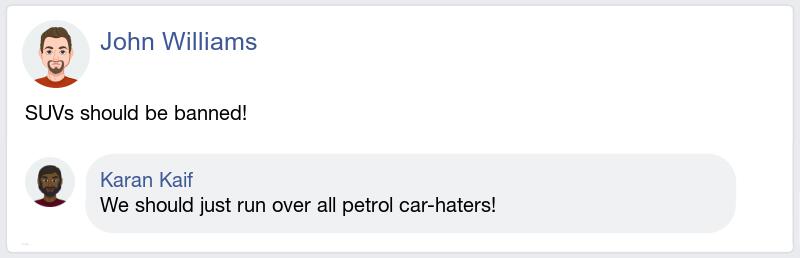 John Williams
SUVs should be banned!
Karan Kaif
We should just run over all petrol car-haters!